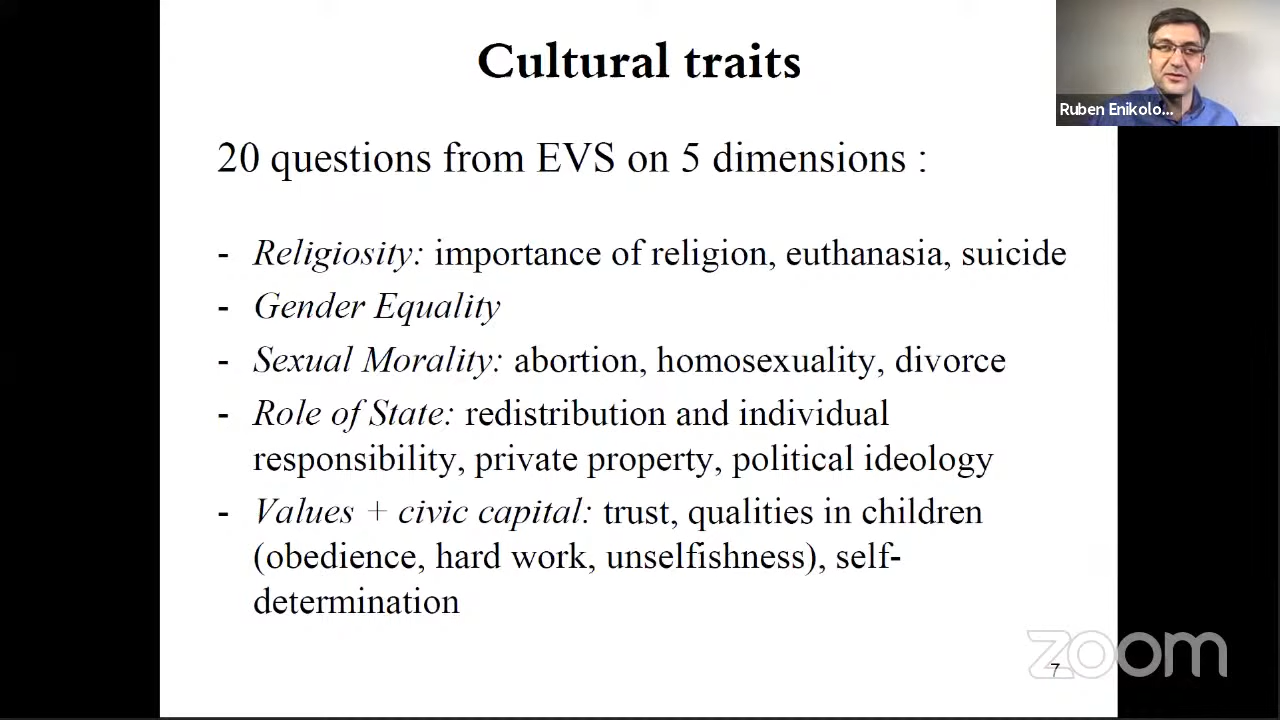 Cultural traits
Ruben Enikolo...
20 questions from EVS on 5 dimensions :
- Religiosity: importance of religion, euthanasia, suicide
- Gender Equality
- Sexual Morality: abortion, homosexuality, divorce
- Role of State: redistribution and individual
responsibility, private property, political ideology
- Values + civic capital: trust, qualities in children
(obedience, hard work, unselfishness), self-
determination
zoom
7